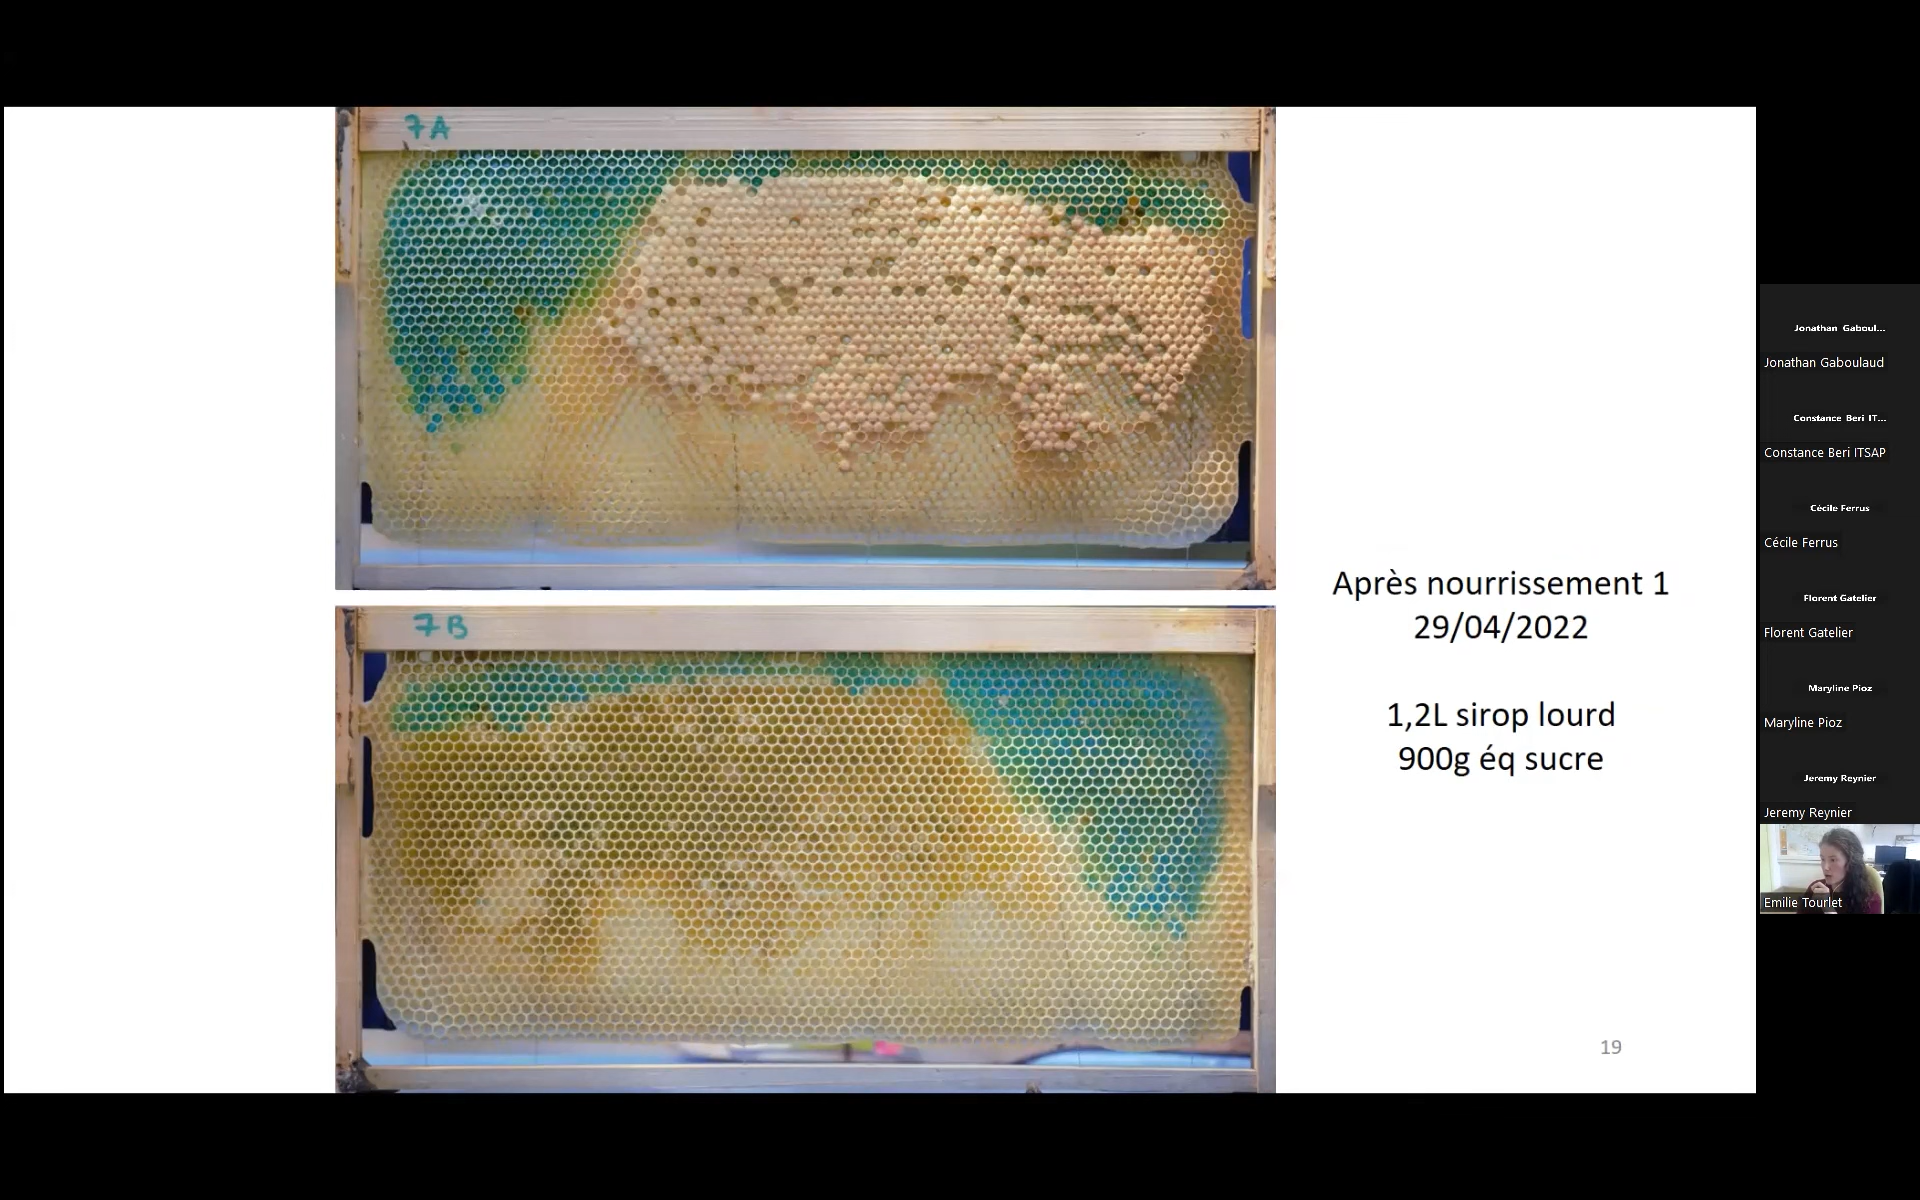 7A
7B
Après nourrissement 1
29/04/2022
1,2L sirop lourd
900g éq sucre
19
Jonathan Gaboul...
Jonathan Gaboulaud
Constance Beri IT...
Constance Beri ITSAP
Cécile Ferrus
Cécile Ferrus
Florent Gatelier
Florent Gatelier
Maryline Pioz
Maryline Pioz
Jeremy Reynier
Jeremy Reynier
Emilie Tourlet